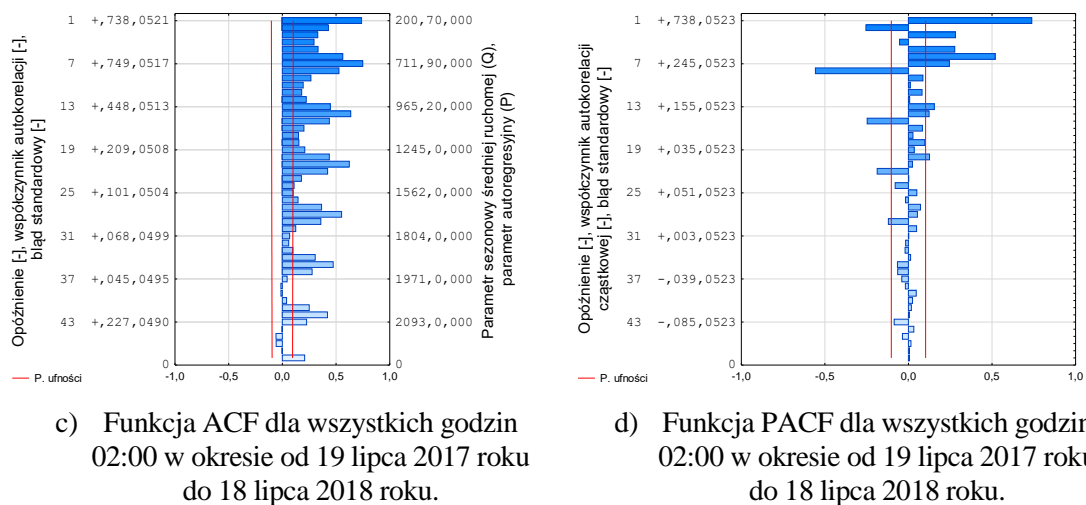 Opóźnienie [-], współczynnik autokorelacji [-],
błąd standardowy [-]
1 +,738,0521
7 +,749,0517
13 +,448,0513
19 +,209,0508
25 +,101,0504
31 +,068,0499
37 +,045,0495
43 +,227,0490
0
200,70,000
711,90,000
965,20,000
1245,0,000
1562,0,000
1804,0,000
1971,0,000
2093,0,000
0
Parametr sezonowy średniej ruchomej (Q),
parametr autoregresyjny (P)
-1,0 -0,5 0,0 0,5 1,0
P. ufności
c) Funkcja ACF dla wszystkich godzin
02:00 w okresie od 19 lipca 2017 roku
do 18 lipca 2018 roku.
Opóźnienie [-], współczynnik autokorelacji
cząstkowej [-], błąd standardowy [-]
1 +,738,0523
7 +,245,0523
13 +,155,0523
19 +,035,0523
25 +,051,0523
31 +,003,0523
37 -,039,0523
43 -,085,0523
0
-1,0 -0,5 0,0 0,5 1,0
P. ufności
d) Funkcja PACF dla wszystkich godzin
02:00 w okresie od 19 lipca 2017 roku
do 18 lipca 2018 roku.